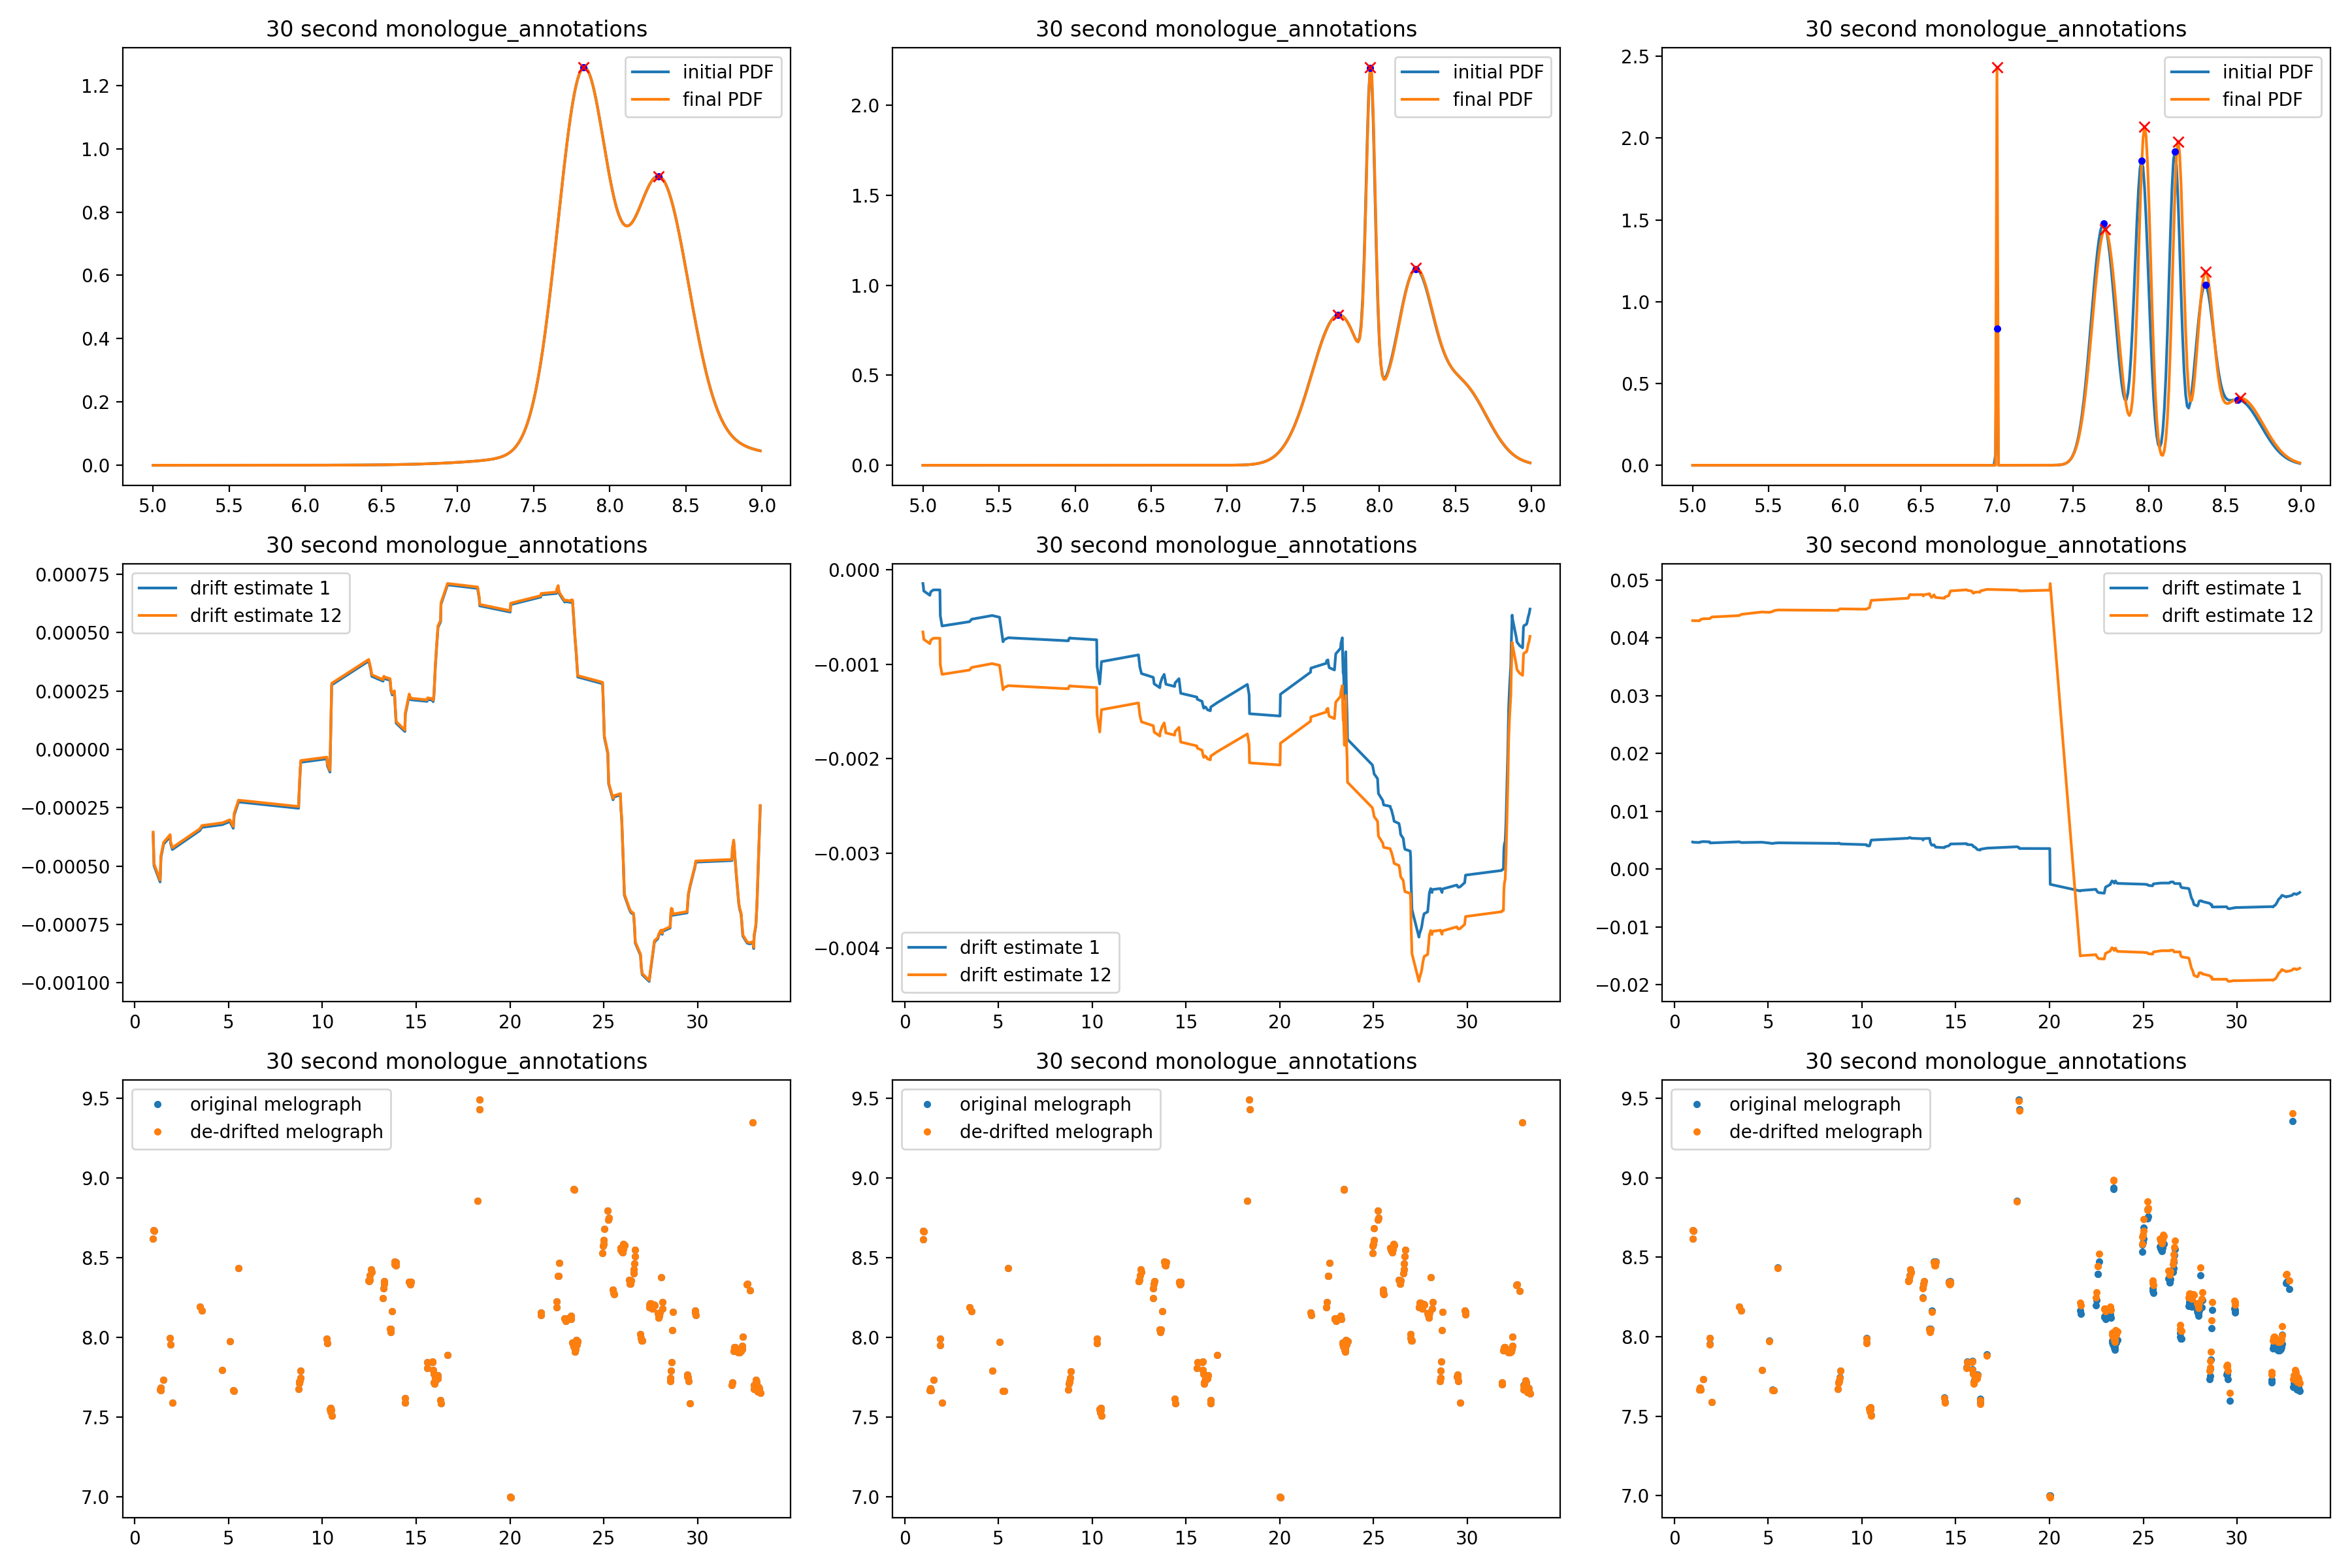 30 second monologue_annotations
30 second monologue_annotations
30 second monologue_annotations
initial PDF
final PDF
1.2
1.0
0.8
0.6
0.4
0.2
0.0
5.0 5.5 6.0 6.5 7.0 7.5 8.0 8.5 9.0
initial PDF
final PDF
2.0
1.5
1.0
0.5
0.0
5.0 5.5 6.0 6.5 7.0 7.5 8.0 8.5 9.0
initial PDF
final PDF
2.5
2.0
1.5
1.0
0.5
0.0
5.0 5.5 6.0 6.5 7.0 7.5 8.0 8.5 9.0
30 second monologue_annotations
30 second monologue_annotations
30 second monologue_annotations
drift estimate 1
drift estimate 12
0.00075
0.00050
0.00025
0.00000
−0.00025
−0.00050
−0.00075
−0.00100
0 5 10 15 20 25 30
0.000
−0.001
−0.002
−0.003
−0.004
drift estimate 1
drift estimate 12
0 5 10 15 20 25 30
drift estimate 1
drift estimate 12
0.05
0.04
0.03
0.02
0.01
0.00
−0.01
−0.02
0 5 10 15 20 25 30
30 second monologue_annotations
30 second monologue_annotations
30 second monologue_annotations
original melograph
de-drifted melograph
9.5
9.0
8.5
8.0
7.5
7.0
0 5 10 15 20 25 30
original melograph
de-drifted melograph
9.5
9.0
8.5
8.0
7.5
7.0
0 5 10 15 20 25 30
original melograph
de-drifted melograph
9.5
9.0
8.5
8.0
7.5
7.0
0 5 10 15 20 25 30